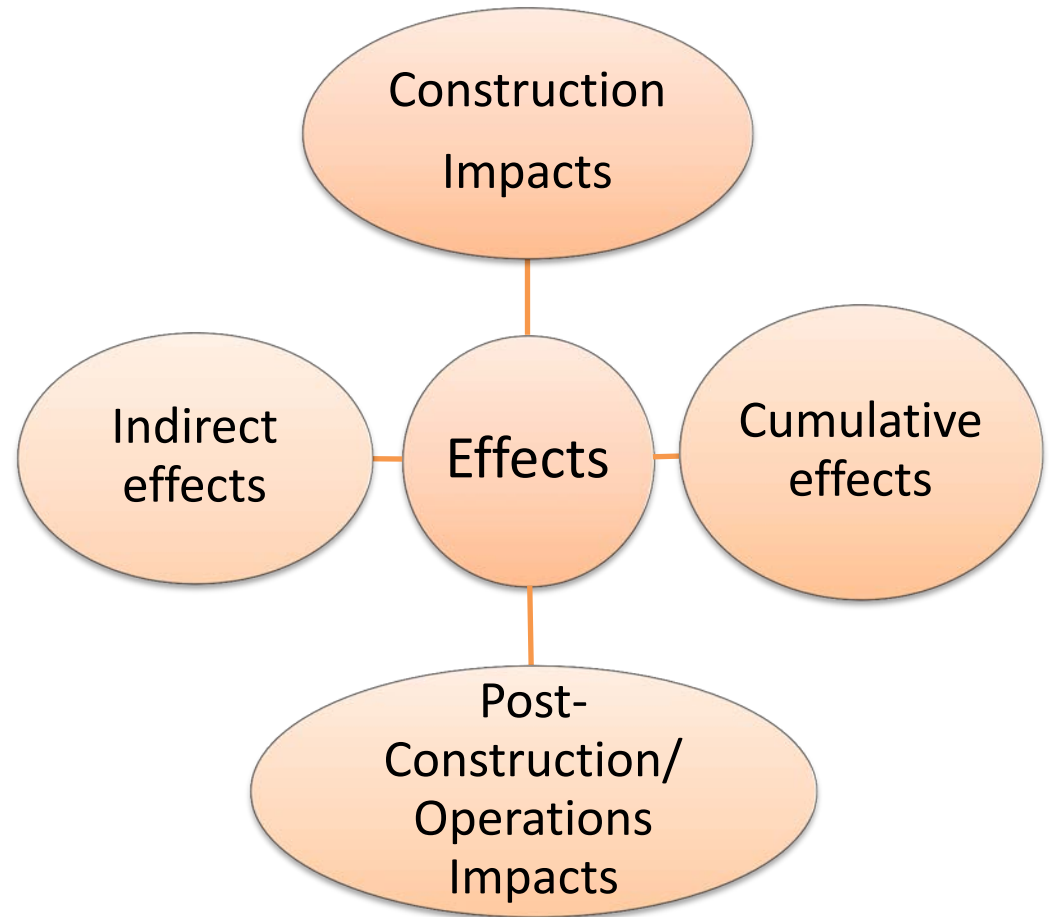 Construction
Impacts
Indirect
effects
Effects
Cumulative
effects
Post-
Construction/
Operations
Impacts